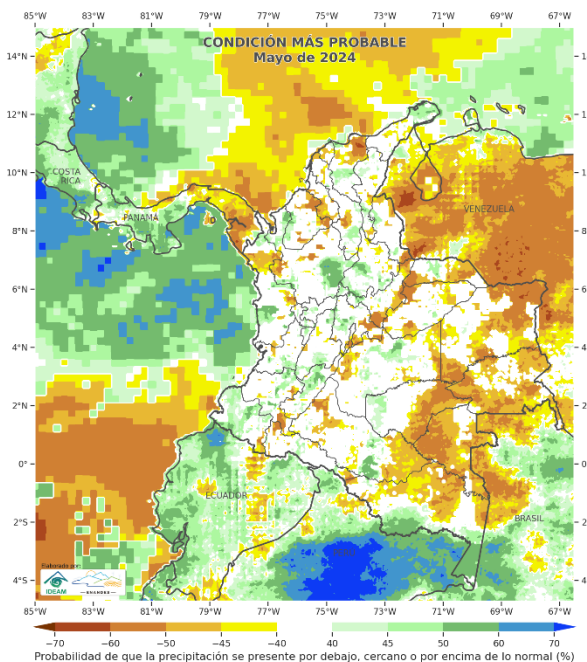 CONDICIÓN MÁS PROBABLE
Mayo de 2024
14°N
12°N
10°N
8°N
6°N
4°N
2°N
0°
2°S
4°S
COSTA
RICA
PANAMÁ
VENEZUELA
ECUADOR
BRASIL
Elaborado por:
IDEAM
85°W 83°W 81°W 79°W 77°W 75°W 73°W 71°W 69°W 67°W
−70 −60 −50 −45 −40 40 45 50 60 70
Probabilidad de que la precipitación se presente por debajo, cercano o por encima de lo normal (%)